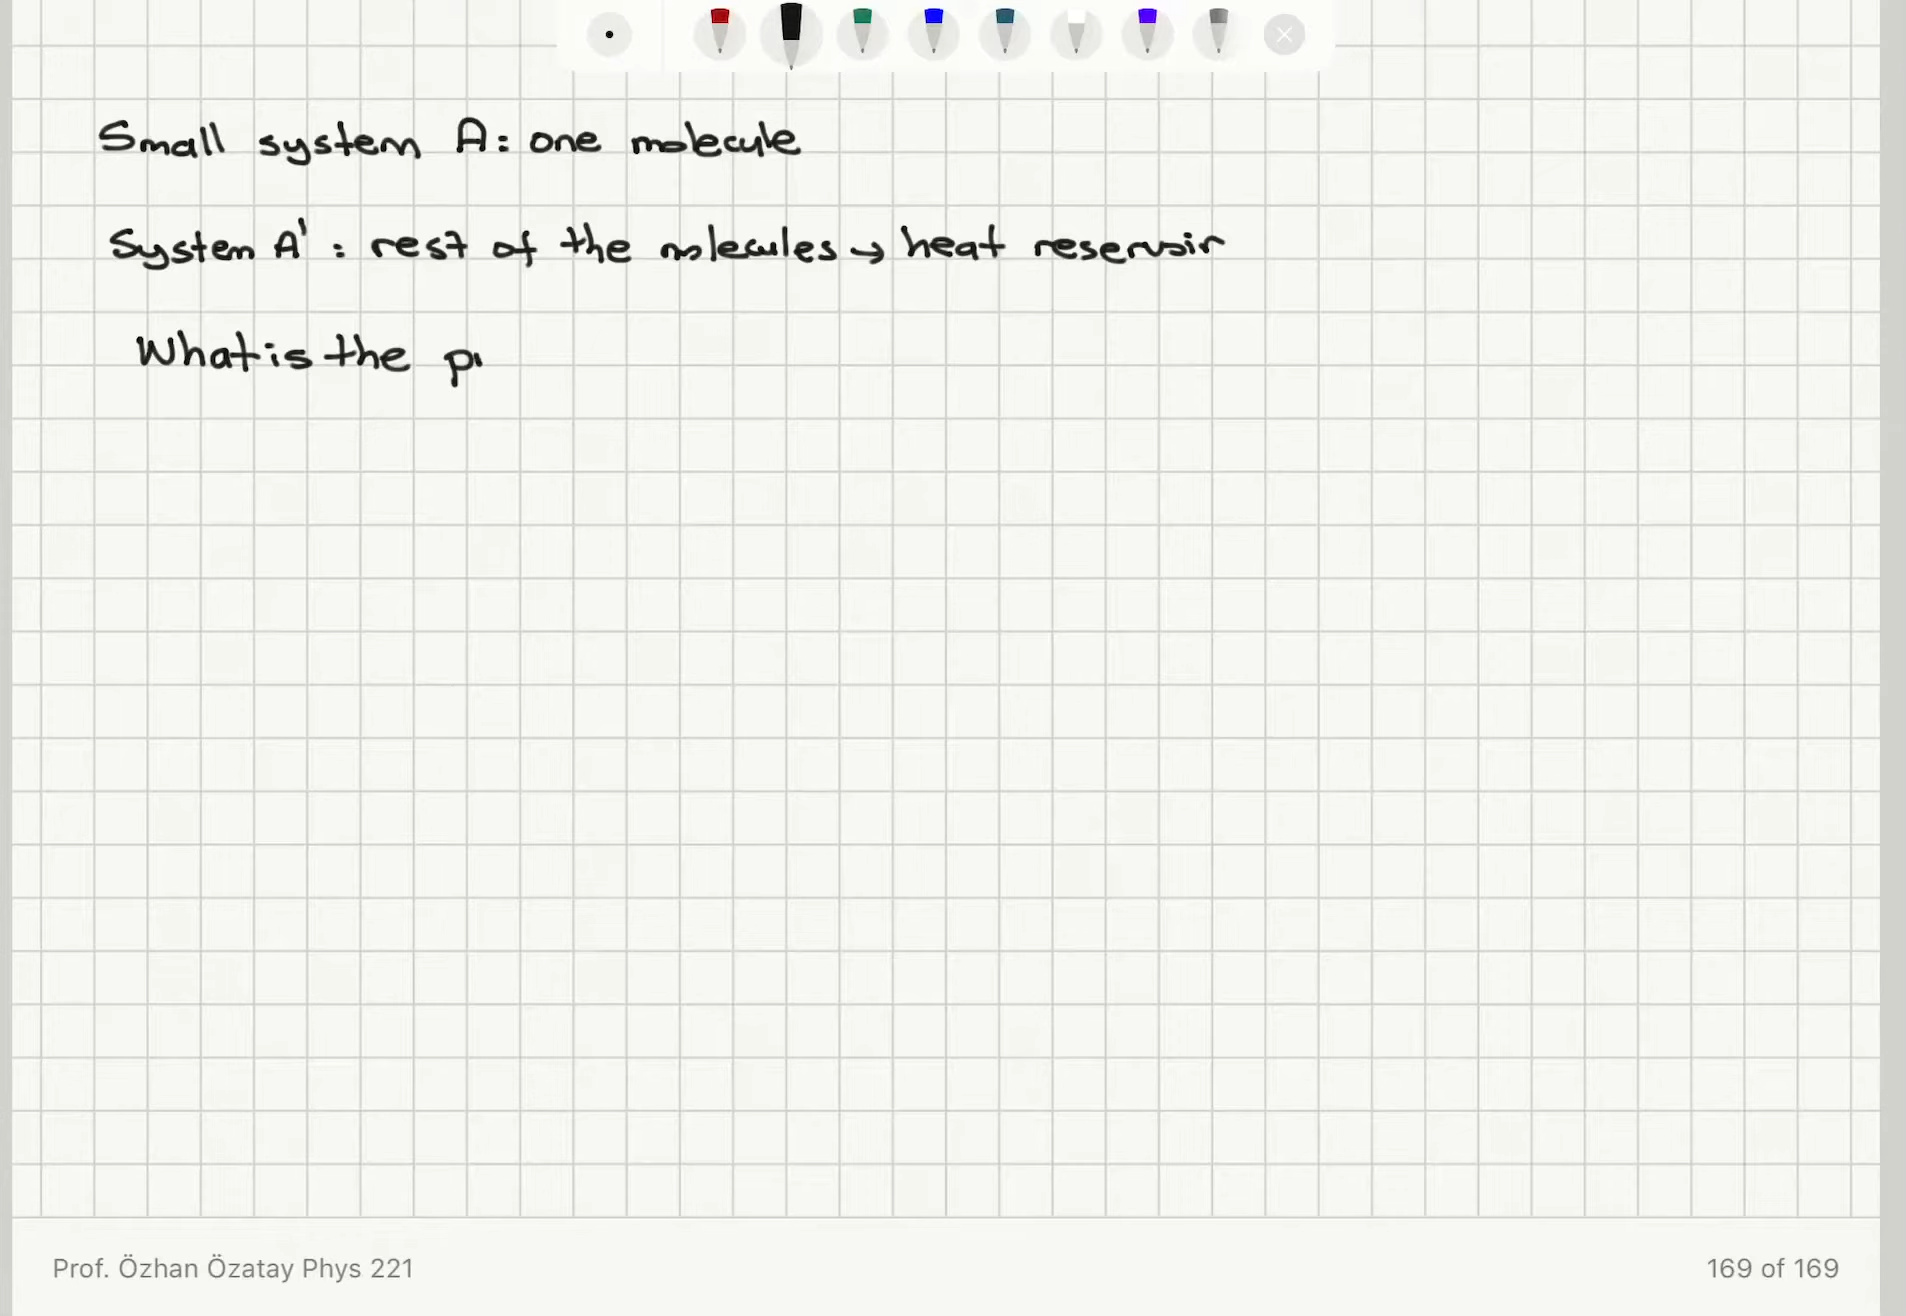 Small system A: one molecule
System A' : rest of the molecules → heat reservoir
What is the
Prof. Özhan Özatay Phys 221
169 of 169